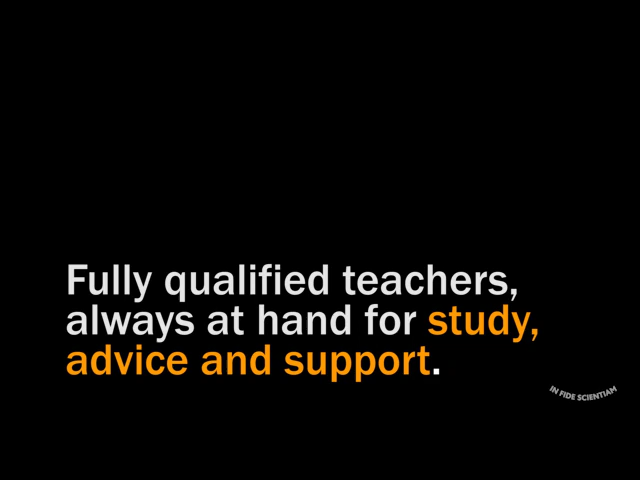 Fully qualified teachers,
always at hand for study,
advice and support.
IN FIDE SCIENTIAM